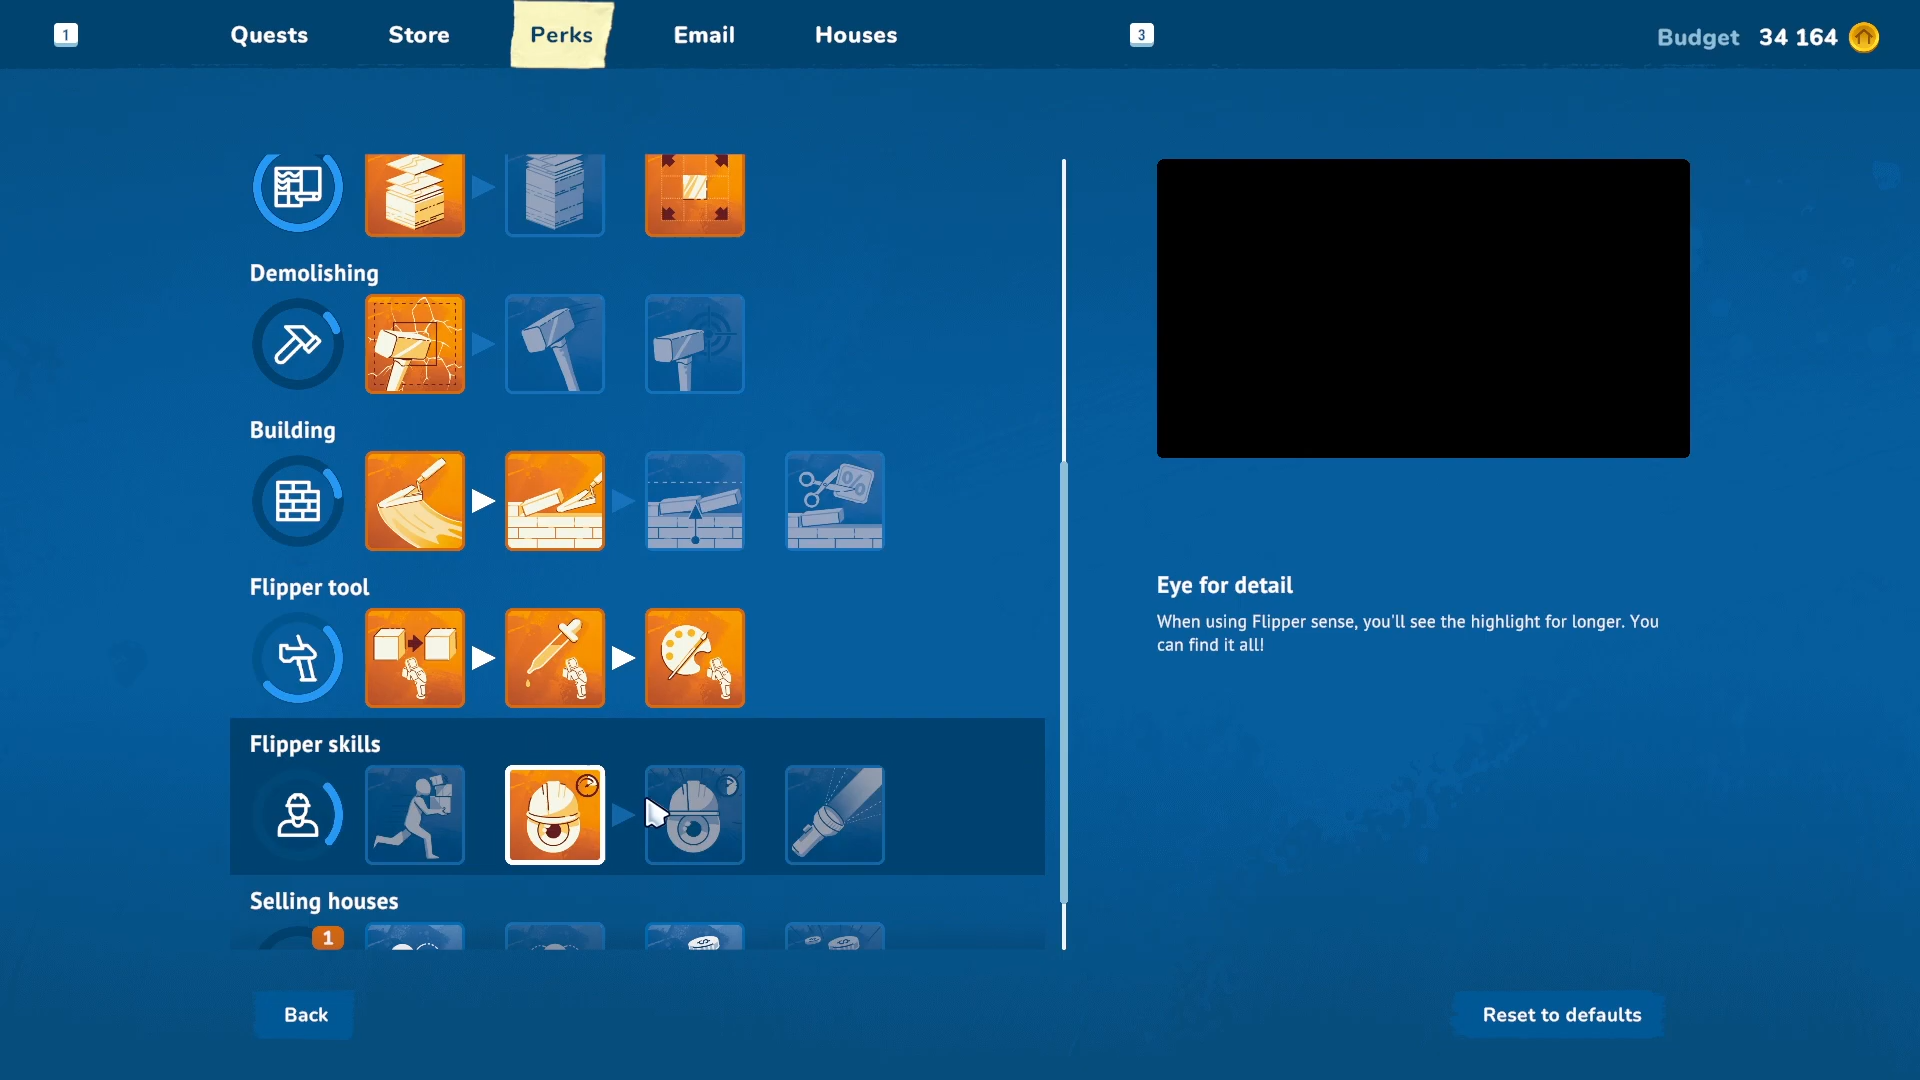 1
Quests
Store
Perks
Email
Houses
3
Budget 34 164
Demolishing
Building
%
Flipper tool
Flipper skills
Selling houses
1
Eye for detail
When using Flipper sense, you'll see the highlight for longer. You
can find it all!
Back
Reset to defaults